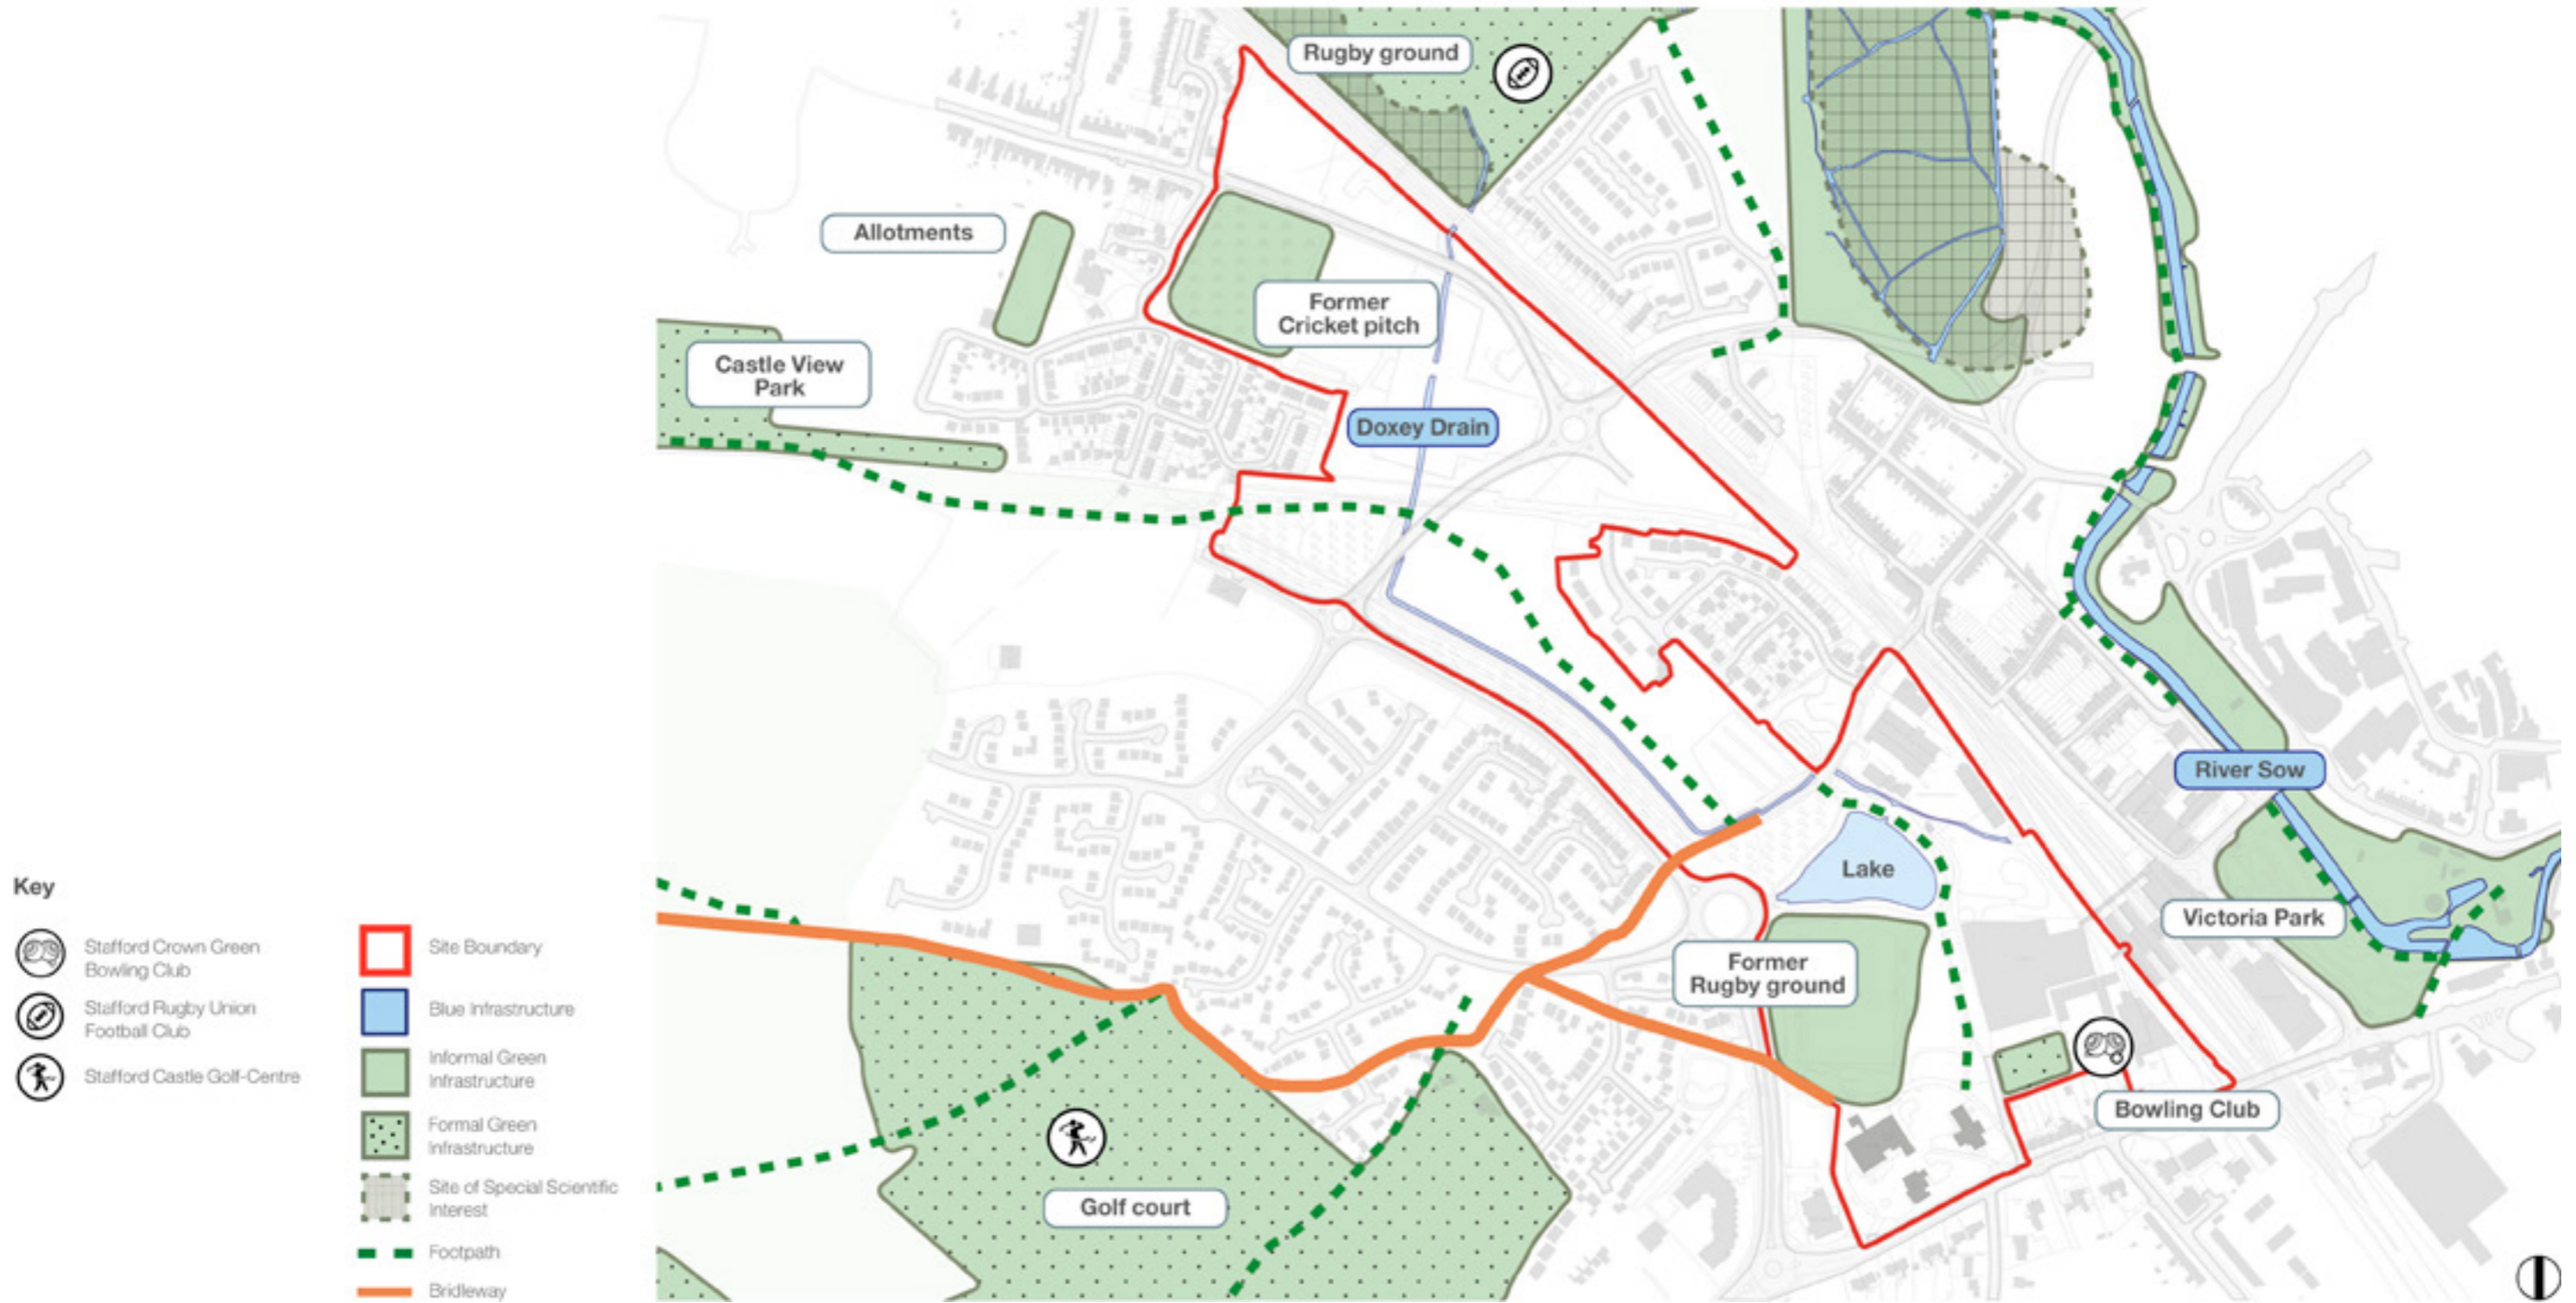 Rugby ground
Allotments
Former
Cricket pitch
Castle View
Park
Doxey Drain
River Sow
Lake
Victoria Park
Former
Rugby ground
Bowling Club
Golf court
Key
Stafford Crown Green
Bowling Club
Stafford Rugby Union
Football Club
Stafford Castle Golf-Centre
Site Boundary
Blue Infrastructure
Informal Green
Infrastructure
Formal Green
Infrastructure
Site of Special Scientific
Interest
Footpath
Bridleway